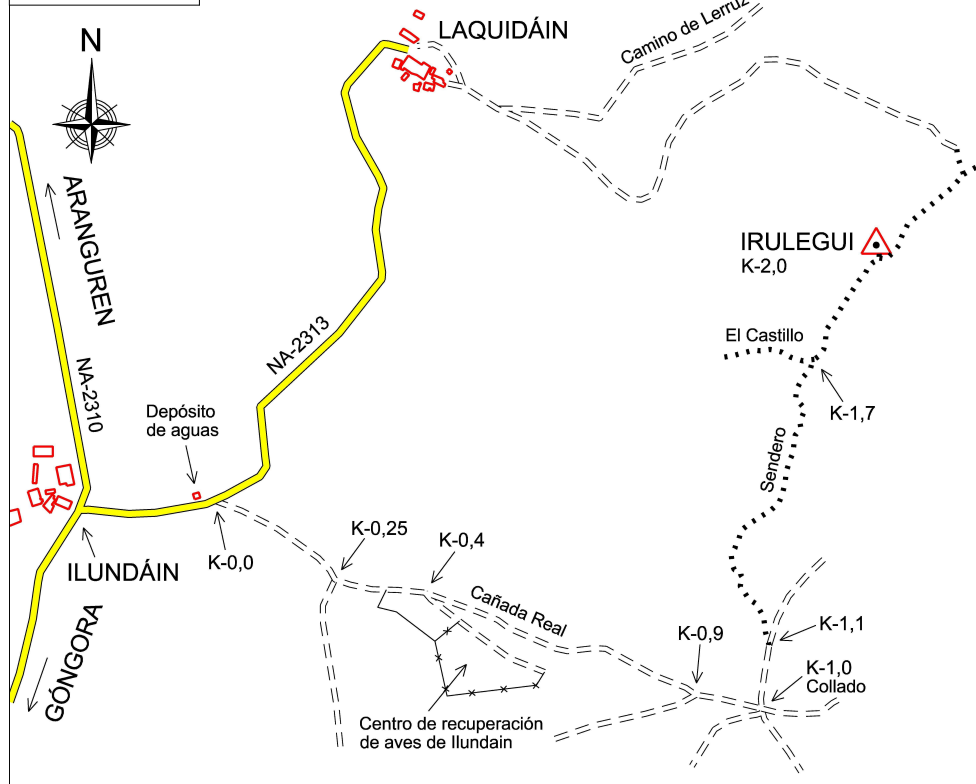 LAQUIDÁIN
Camino de Lerruz
N
ARANGUREN
NA-2310
NA-2313
IRULEGUI
K-2,0
El Castillo
K-1,7
Sendero
Depósito
de aguas
K-0,0
ILUNDÁIN
GÓNGORA
K-0,25
K-0,4
Cañada Real
K-0,9
K-1,1
K-1,0
Collado
Centro de recuperación
de aves de Ilundain